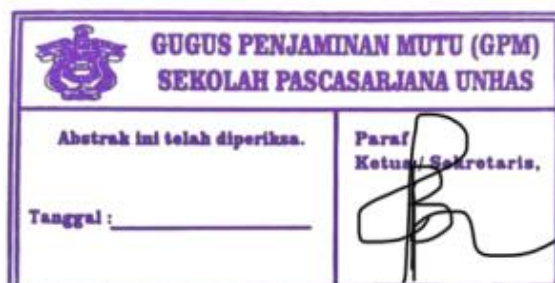 GUGUS PENJAMINAN MUTU (GPM)
SEKOLAH PASCASARJANA UNHAS
Abstrak ini telah diperiksa.
Tanggal :
Paraf
Ketua / Sekretaris,